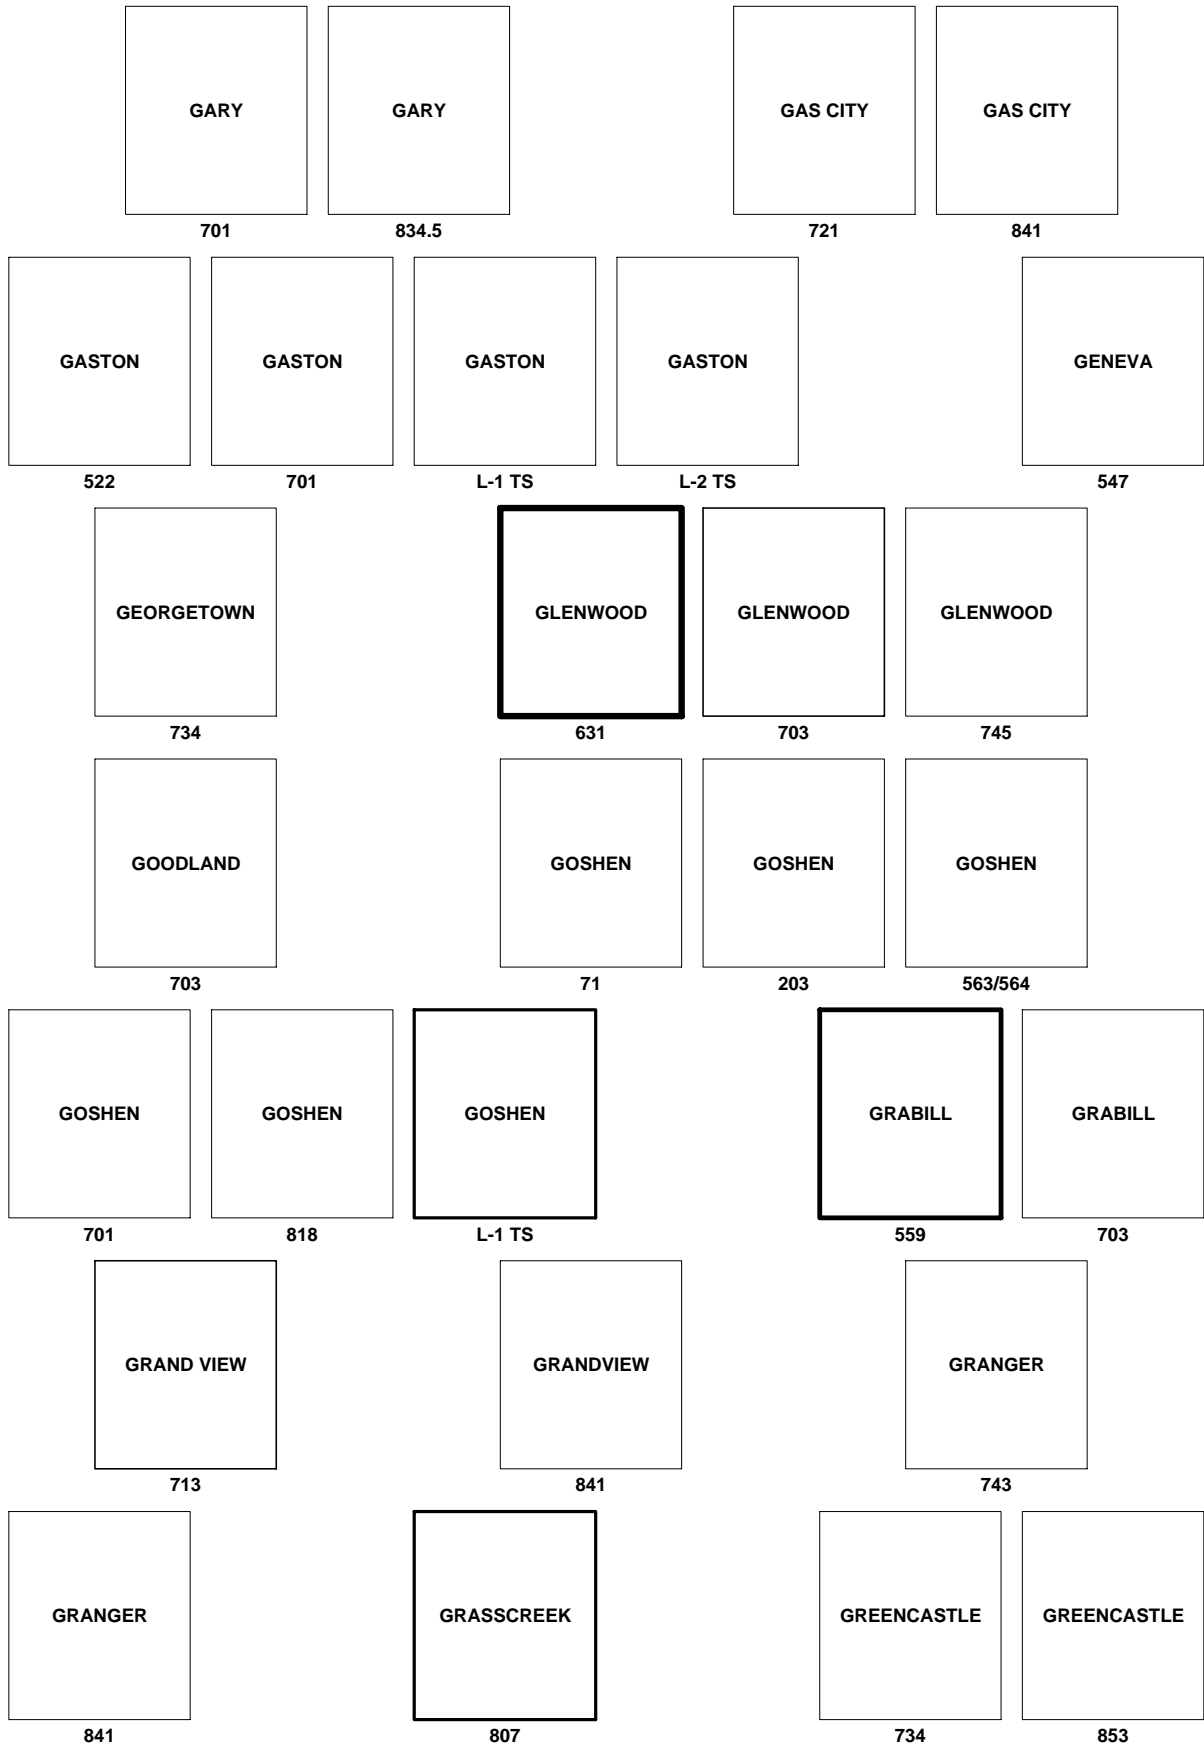 GARY GARY GAS CITY GAS CITY
701 834.5 721 841
GASTON GASTON GASTON GASTON GENEVA
522 701 L-1 TS L-2 TS 547
GEORGETOWN GLENWOOD GLENWOOD GLENWOOD
734 631 703 745
GOODLAND GOSHEN GOSHEN GOSHEN
703 71 203 563/564
GOSHEN GOSHEN GOSHEN GRABILL GRABILL
701 818 L-1 TS 559 703
GRAND VIEW GRANDVIEW GRANGER
713 841 743
GRANGER GRASSCREEK GREENCASTLE GREENCASTLE
841 807 734 853